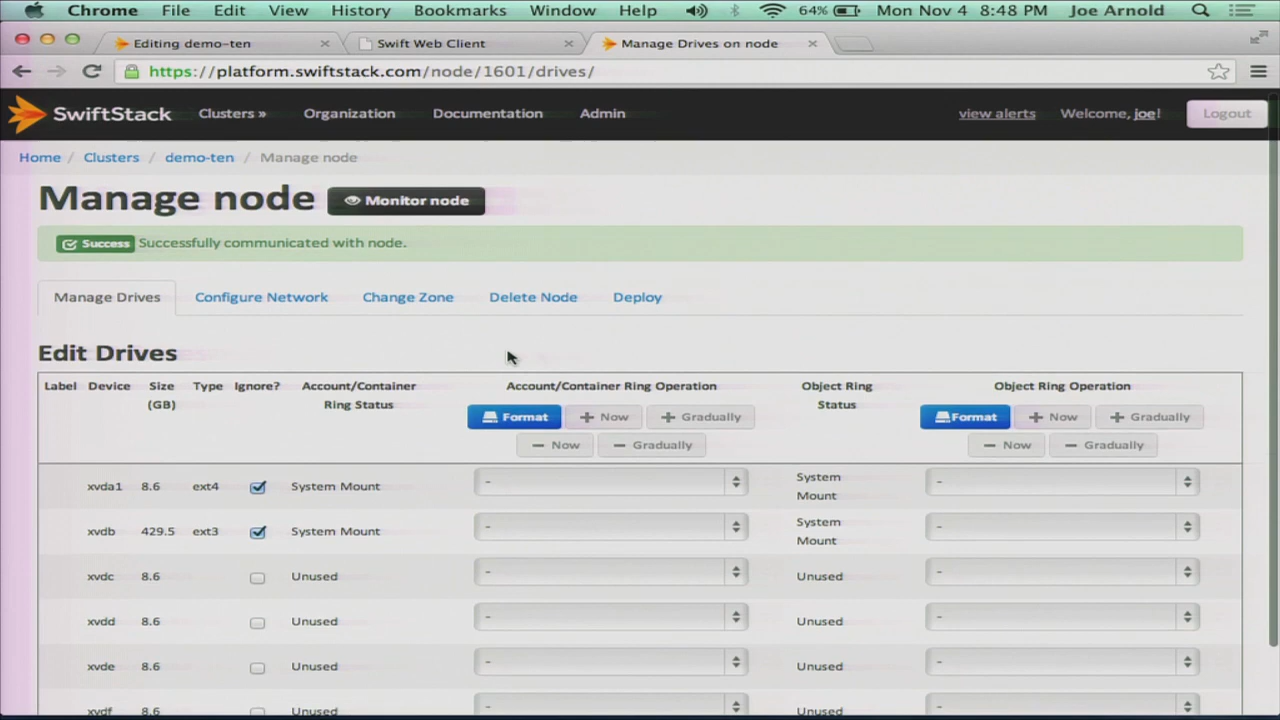 Chrome File Edit View History Bookmarks Window Help 64% Mon Nov 4 8:48 PM Joe Arnold
Editing demo-ten Swift Web Client Manage Drives on node
https://platform.swiftstack.com/node/1601/drives/
SwiftStack Clusters » Organization Documentation Admin view alerts Welcome, joe! Logout
Home / Clusters / demo-ten / Manage node
Manage node Monitor node
Success Successfully communicated with node.
Manage Drives Configure Network Change Zone Delete Node Deploy
Edit Drives
Label Device Size (GB) Type Ignore? Account/Container Ring Status Account/Container Ring Operation Object Ring Status Object Ring Operation
Format + Now + Gradually Format + Now + Gradually
− Now − Gradually − Now − Gradually
xvda1 8.6 ext4 System Mount - System Mount -
xvdb 429.5 ext3 System Mount - System Mount -
xvdc 8.6 Unused - Unused -
xvdd 8.6 Unused - Unused -
xvde 8.6 Unused - Unused -
xvdf 8.6 Unused - Unused -